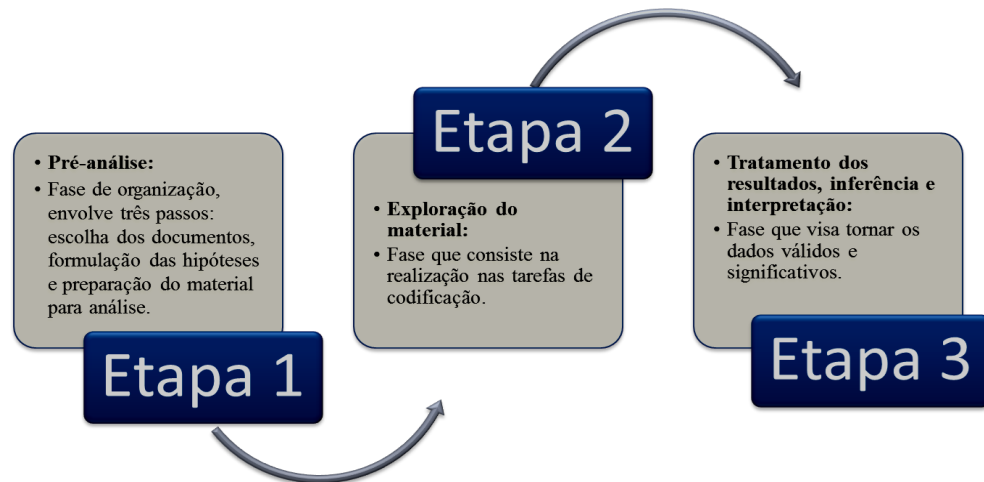 • Pré-análise:
• Fase de organização,
envolve três passos:
escolha dos documentos,
formulação das hipóteses
e preparação do material
para análise.
Etapa 1
Etapa 2
• Exploração do
material:
• Fase que consiste na
realização nas tarefas de
codificação.
• Tratamento dos
resultados, inferência e
interpretação:
• Fase que visa tornar os
dados válidos e
significativos.
Etapa 3